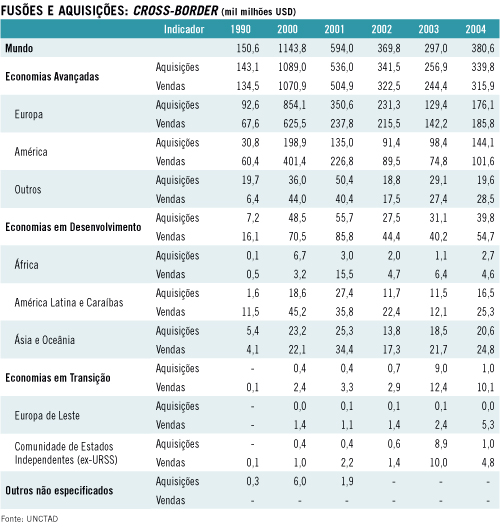 FUSÕES E AQUISIÇÕES: CROSS-BORDER (mil milhões USD)
Indicador 1990 2000 2001 2002 2003 2004
Mundo 150,6 1143,8 594,0 369,8 297,0 380,6
Economias Avançadas Aquisições 143,1 1089,0 536,0 341,5 256,9 339,8
Vendas 134,5 1070,9 504,9 322,5 244,4 315,9
Europa Aquisições 92,6 854,1 350,6 231,3 129,4 176,1
Vendas 67,6 625,5 237,8 215,5 142,2 185,8
América Aquisições 30,8 198,9 135,0 91,4 98,4 144,1
Vendas 60,4 401,4 226,8 89,5 74,8 101,6
Outros Aquisições 19,7 36,0 50,4 18,8 29,1 19,6
Vendas 6,4 44,0 40,4 17,5 27,4 28,5
Economias em Desenvolvimento Aquisições 7,2 48,5 55,7 27,5 31,1 39,8
Vendas 16,1 70,5 85,8 44,4 40,2 54,7
África Aquisições 0,1 6,7 3,0 2,0 1,1 2,7
Vendas 0,5 3,2 15,5 4,7 6,4 4,6
América Latina e Caraíbas Aquisições 1,6 18,6 27,4 11,7 11,5 16,5
Vendas 11,5 45,2 35,8 22,4 12,1 25,3
Ásia e Oceânia Aquisições 5,4 23,2 25,3 13,8 18,5 20,6
Vendas 4,1 22,1 34,4 17,3 21,7 24,8
Economias em Transição Aquisições - 0,4 0,4 0,7 9,0 1,0
Vendas 0,1 2,4 3,3 2,9 12,4 10,1
Europa de Leste Aquisições - 0,0 0,1 0,1 0,1 0,0
Vendas - 1,4 1,1 1,4 2,4 5,3
Comunidade de Estados Aquisições - 0,4 0,4 0,6 8,9 1,0
Independentes (ex-URSS) Vendas 0,1 1,0 2,2 1,4 10,0 4,8
Outros não especificados Aquisições 0,3 6,0 1,9 - - -
Vendas - - - - - -
Fonte: UNCTAD